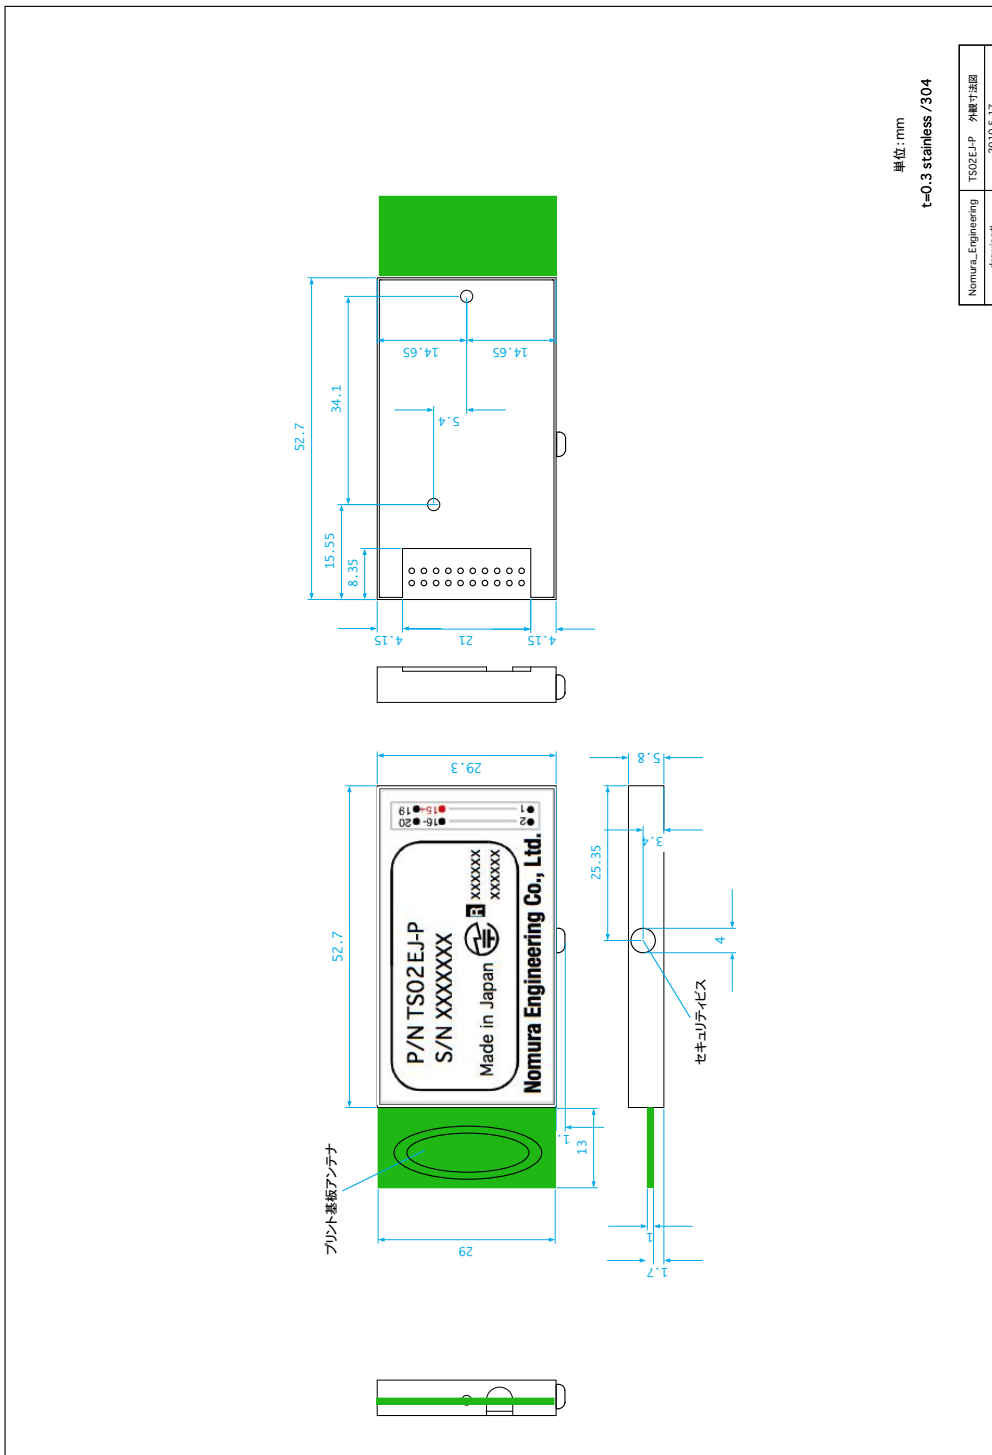 単位:mm
t=0.3 stainless /304
Nomura_Engineering
TS02EJ-P 外観寸法図
52.7
34.1
15.55
8.35
14.65
14.65
5.4
4.15
21
4.15
29.3
52.7
19
15+
1
20
16-
2
P/N TS02EJ-P
S/N XXXXXXX
Made in Japan
R XXXXXX
XXXXXX
Nomura Engineering Co., Ltd.
プリント基板アンテナ
29
13
5.8
3.4
25.35
4
セキュリティビス
1
1.7